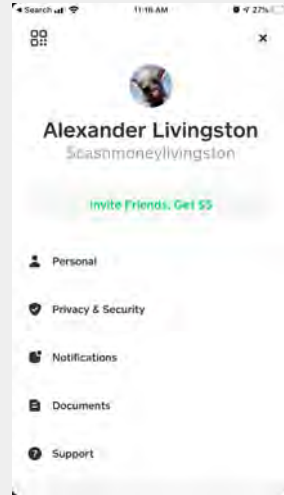 Search
11:16 AM
27%
Alexander Livingston
$cashmoneylivingston
Invite Friends, Get $5
Personal
Privacy & Security
Notifications
Documents
Support